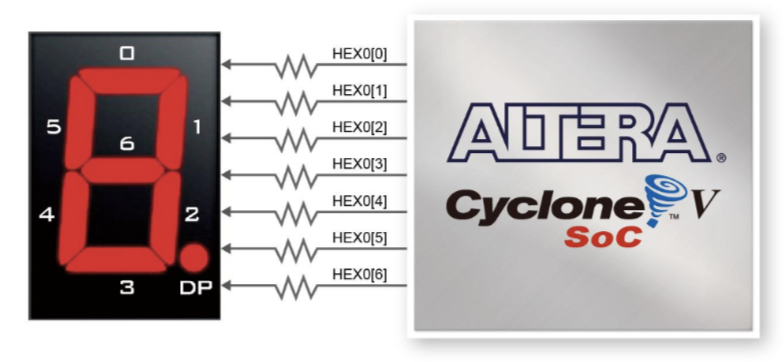 0
5
1
6
4
2
3
DP
HEX0[0]
HEX0[1]
HEX0[2]
HEX0[3]
HEX0[4]
HEX0[5]
HEX0[6]
ALTERA®
Cyclone™ V
SoC